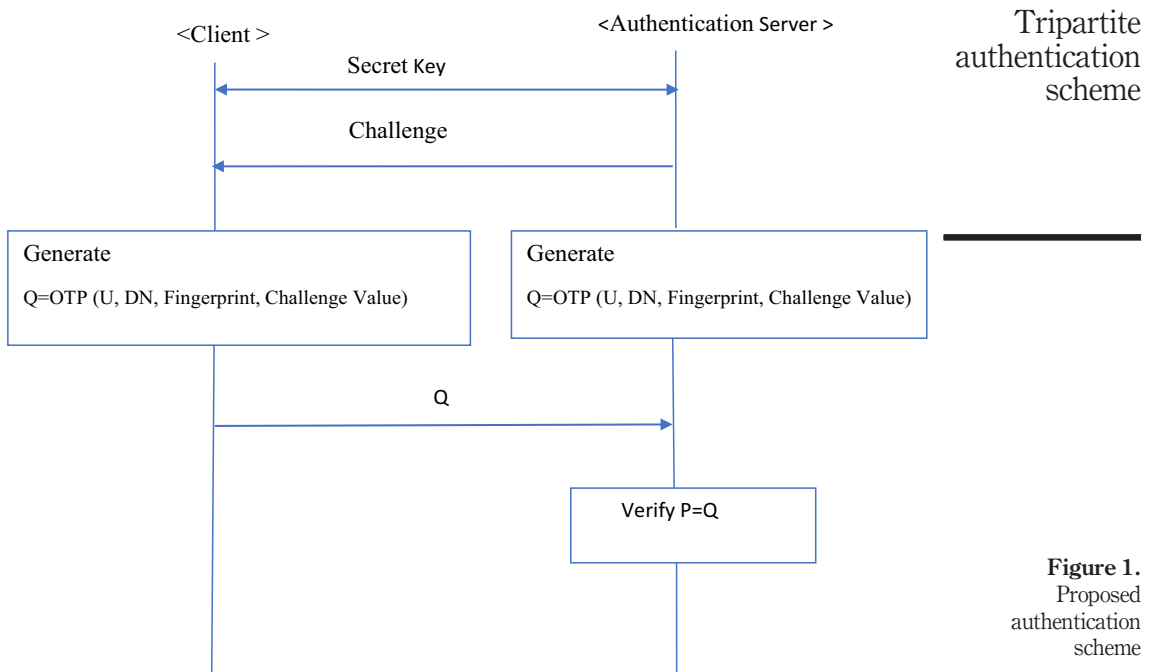 Tripartite
authentication
scheme
<Client >
<Authentication Server >
Secret Key
Challenge
Generate
Q=OTP (U, DN, Fingerprint, Challenge Value)
Generate
Q=OTP (U, DN, Fingerprint, Challenge Value)
Q
Verify P=Q
Figure 1.
Proposed
authentication
scheme